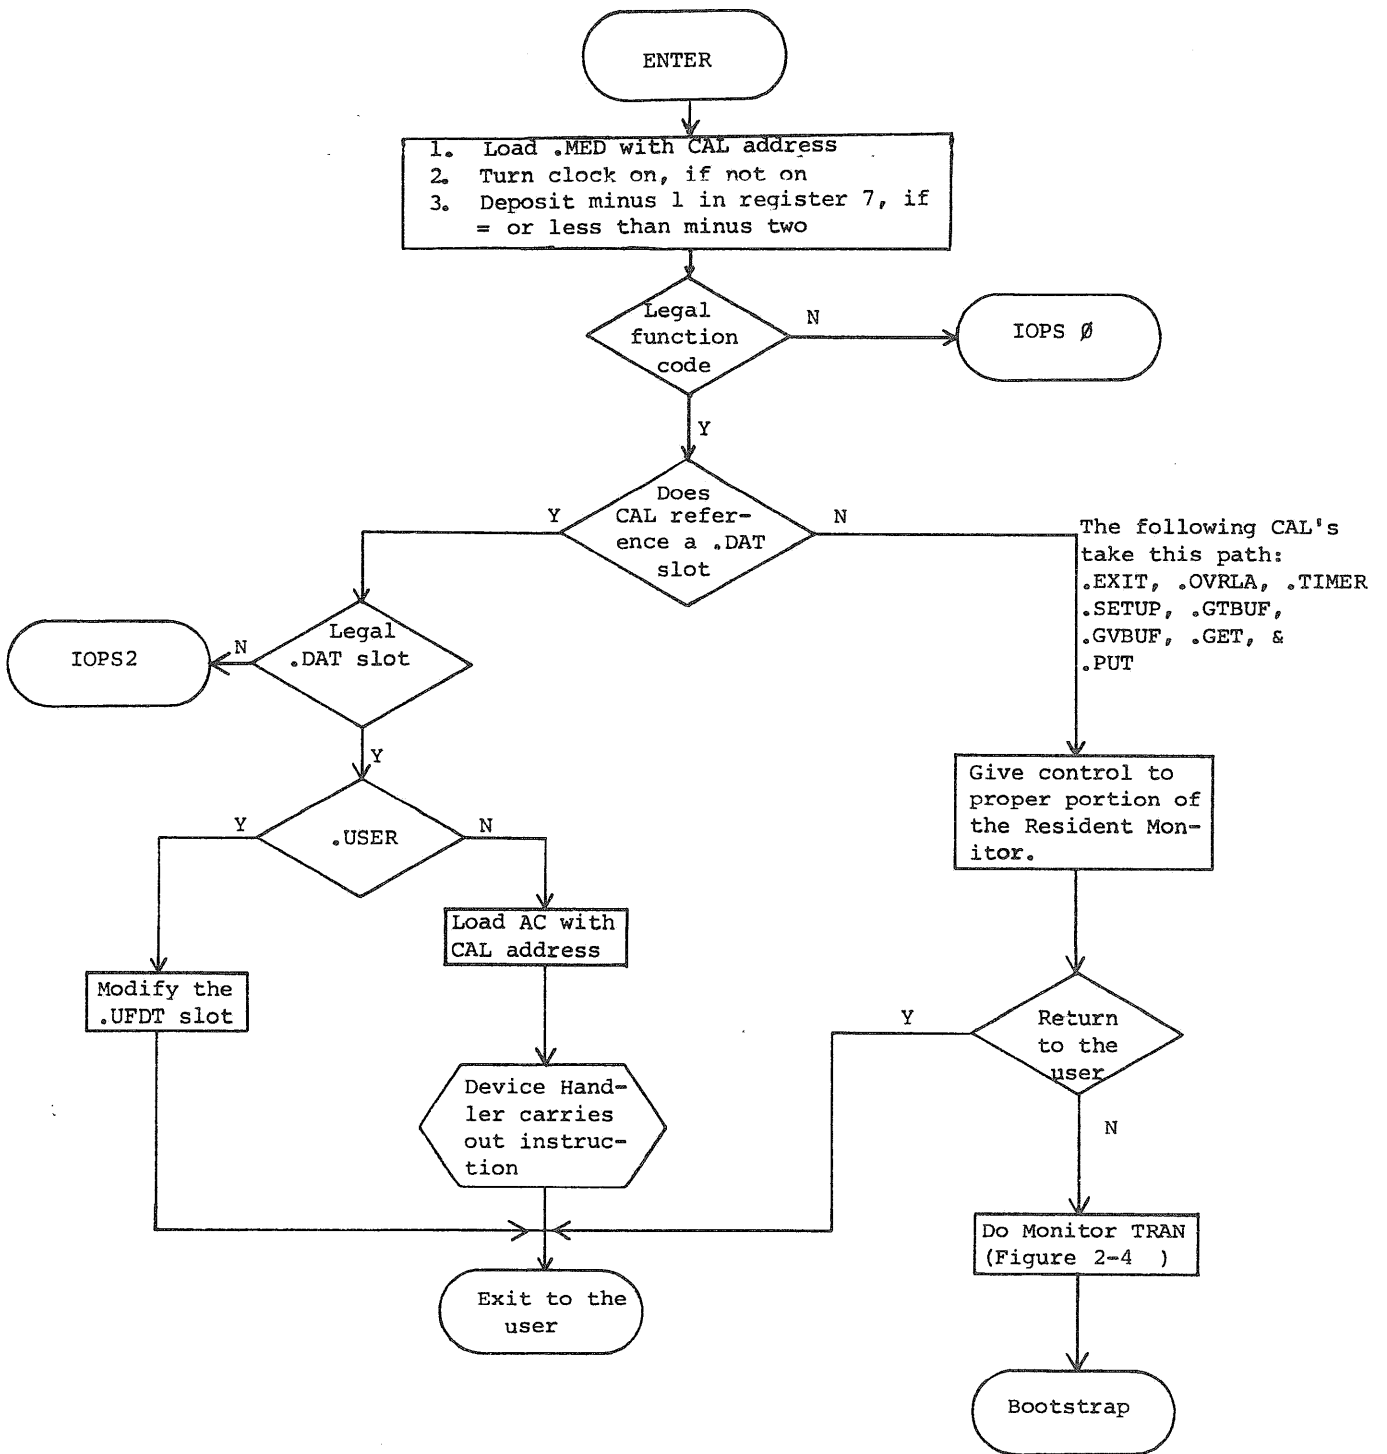 ENTER
1. Load .MED with CAL address
2. Turn clock on, if not on
3. Deposit minus 1 in register 7, if
= or less than minus two
Legal
function
code
N
IOPS Ø
Y
Does
CAL refer-
ence a .DAT
slot
Y
N
The following CAL's
take this path:
.EXIT, .OVRLA, .TIMER
.SETUP, .GTBUF,
.GVBUF, .GET, &
.PUT
Legal
.DAT slot
N
IOPS2
Y
.USER
Y
N
Give control to
proper portion of
the Resident Mon-
itor.
Load AC with
CAL address
Modify the
.UFDT slot
Return
to the
user
Y
N
Device Hand-
ler carries
out instruc-
tion
Do Monitor TRAN
(Figure 2-4 )
Exit to the
user
Bootstrap